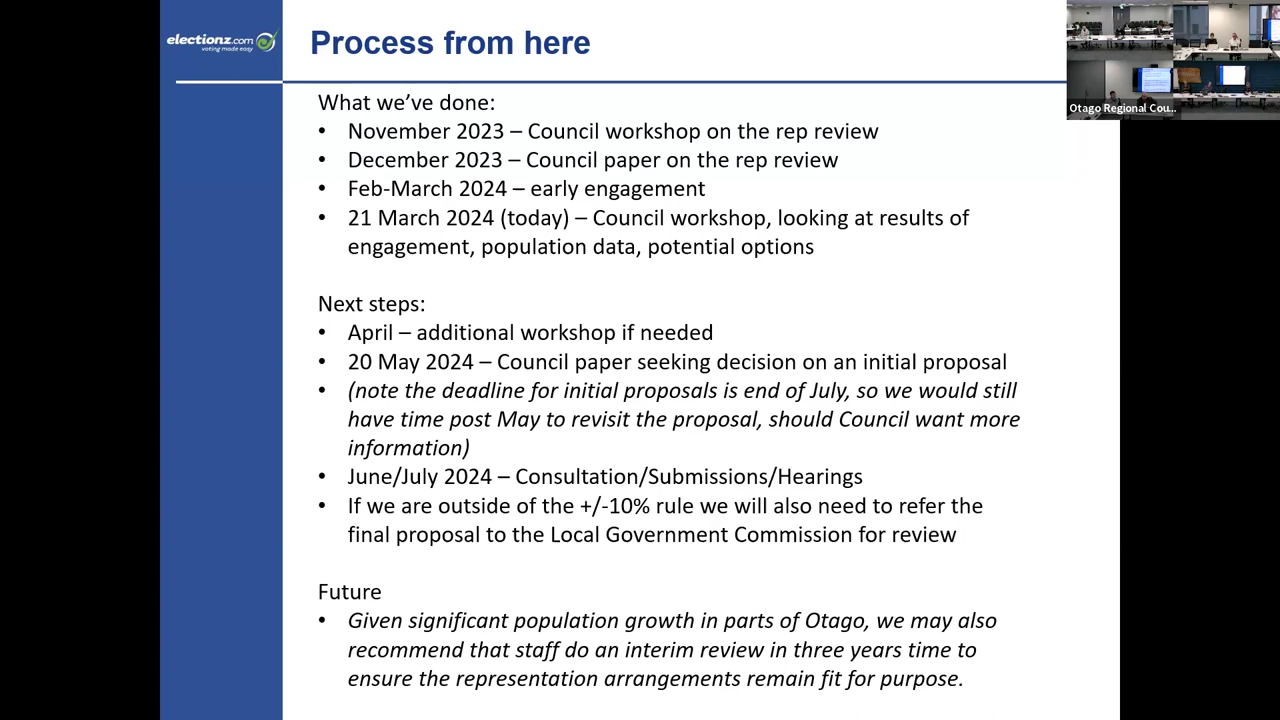 electionz.com
voting made easy
Process from here
Otago Regional Cou...
What we've done:
• November 2023 – Council workshop on the rep review
• December 2023 – Council paper on the rep review
• Feb-March 2024 – early engagement
• 21 March 2024 (today) – Council workshop, looking at results of
engagement, population data, potential options
Next steps:
• April – additional workshop if needed
• 20 May 2024 – Council paper seeking decision on an initial proposal
• (note the deadline for initial proposals is end of July, so we would still
have time post May to revisit the proposal, should Council want more
information)
• June/July 2024 – Consultation/Submissions/Hearings
• If we are outside of the +/-10% rule we will also need to refer the
final proposal to the Local Government Commission for review
Future
• Given significant population growth in parts of Otago, we may also
recommend that staff do an interim review in three years time to
ensure the representation arrangements remain fit for purpose.